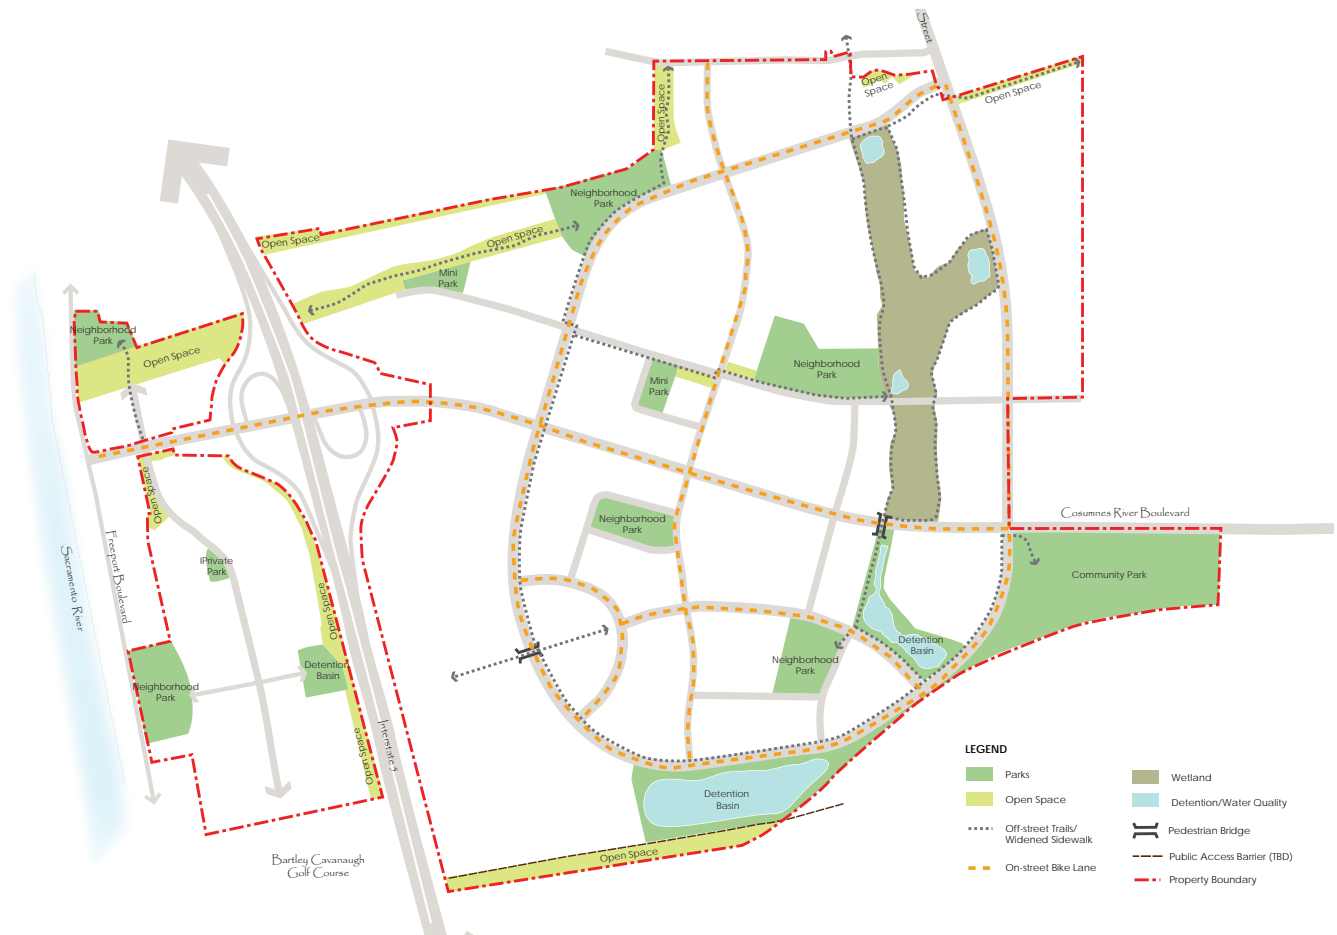 Street
Open
Space
Open Space
Open Space
Neighborhood
Park
Open Space
Open Space
Mini
Park
Neighborhood
Park
Open Space
Neighborhood
Park
Mini
Park
Open Space
Neighborhood
Park
Cosumnes River Boulevard
Sacramento River
Freeport Boulevard
IPrivate
Park
Community Park
Open Space
Detention
Basin
Neighborhood
Park
Detention
Basin
Neighborhood
Park
Interstate 5
Open Space
Detention
Basin
Open Space
Bartley Cavanaugh
Golf Course
LEGEND
Parks
Open Space
Off-street Trails/
Widened Sidewalk
On-street Bike Lane
Wetland
Detention/Water Quality
Pedestrian Bridge
Public Access Barrier (TBD)
Property Boundary